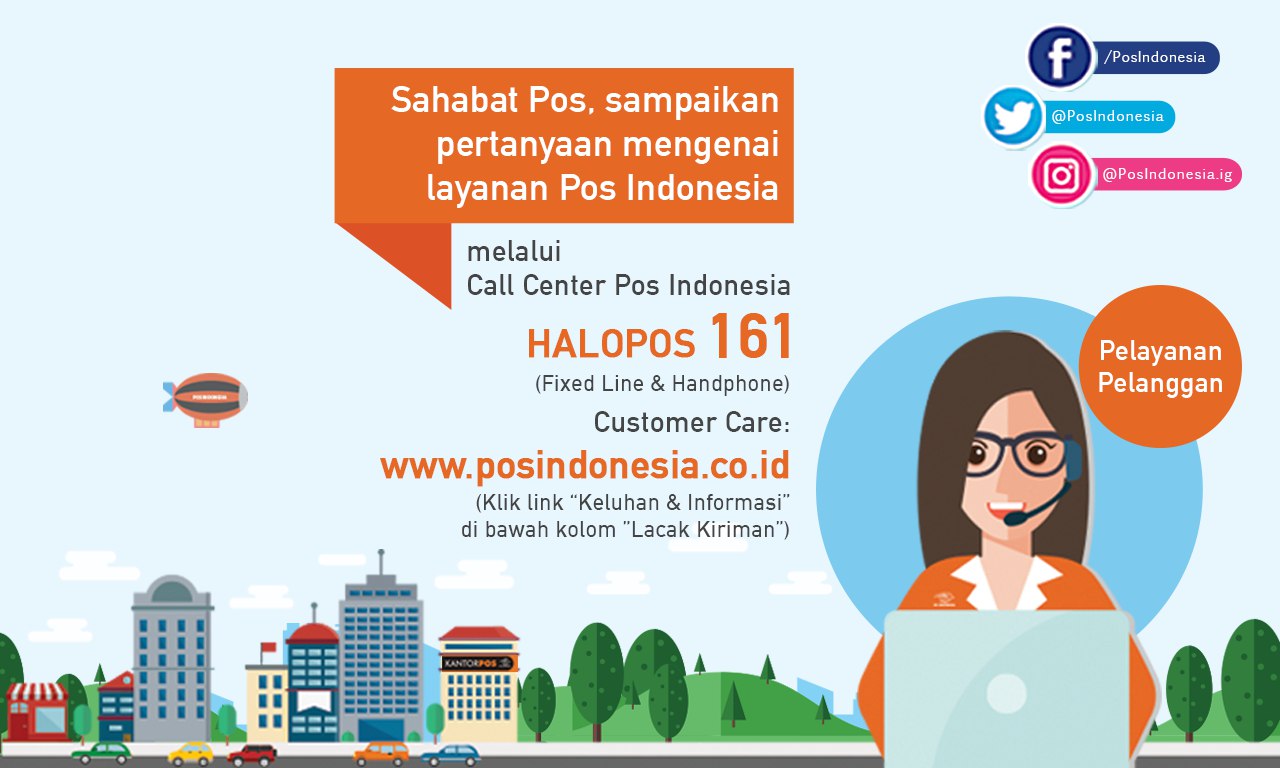 Sahabat Pos, sampaikan
pertanyaan mengenai
layanan Pos Indonesia
melalui
Call Center Pos Indonesia
HALOPOS 161
(Fixed Line & Handphone)
Customer Care:
www.posindonesia.co.id
(Klik link “Keluhan & Informasi”
di bawah kolom ”Lacak Kiriman”)
/PosIndonesia
@PosIndonesia
@PosIndonesia.ig
Pelayanan
Pelanggan
POS INDONESIA
KANTORPOS